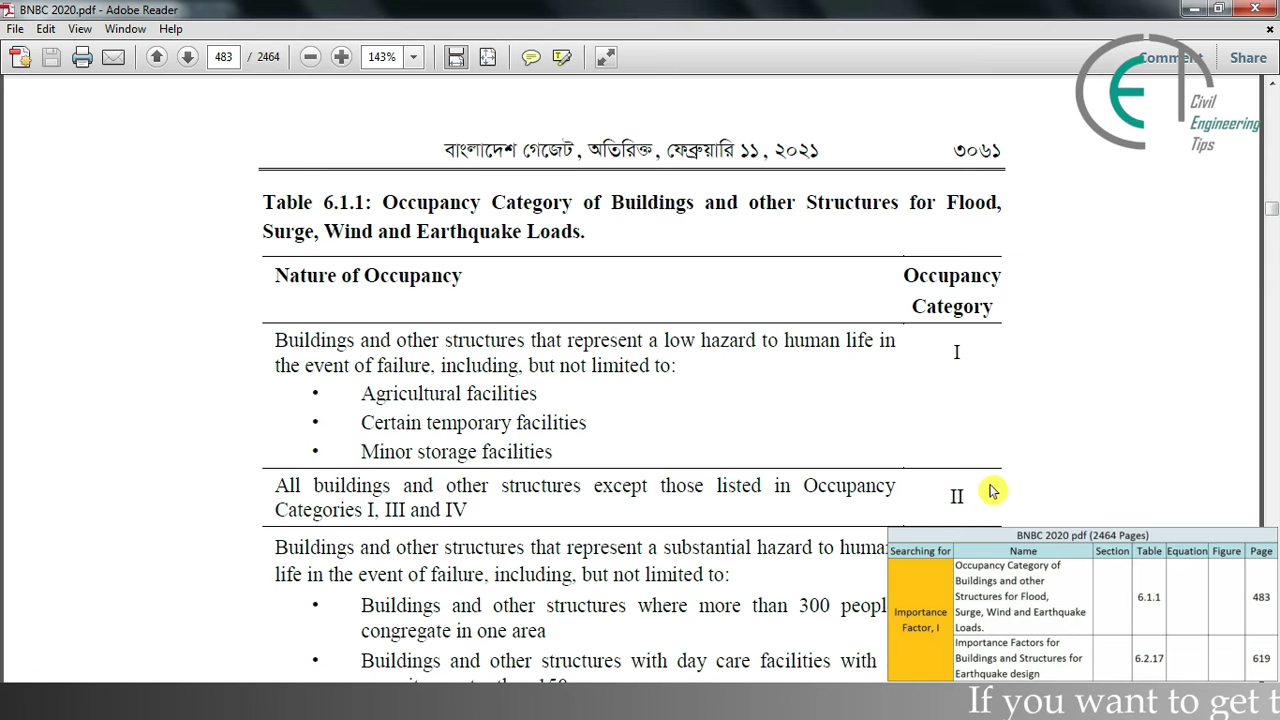 BNBC 2020.pdf - Adobe Reader
File Edit View Window Help
483 / 2464 143% Comment Share
Civil
Engineering
Tips
বাংলাদেশ গেজেট, অতিরিক্ত, ফেব্রুয়ারি ১১, ২০২১ ৩০৬১
Table 6.1.1: Occupancy Category of Buildings and other Structures for Flood,
Surge, Wind and Earthquake Loads.
Nature of Occupancy Occupancy
Category
Buildings and other structures that represent a low hazard to human life in
the event of failure, including, but not limited to:
I
• Agricultural facilities
• Certain temporary facilities
• Minor storage facilities
All buildings and other structures except those listed in Occupancy
Categories I, III and IV
II
Buildings and other structures that represent a substantial hazard to huma
life in the event of failure, including, but not limited to:
• Buildings and other structures where more than 300 peopl
congregate in one area
• Buildings and other structures with day care facilities with
BNBC 2020 pdf (2464 Pages)
Searching for Name Section Table Equation Figure Page
Importance
Factor, I
Occupancy Category of
Buildings and other
Structures for Flood,
Surge, Wind and Earthquake
Loads.
6.1.1 483
Importance Factors for
Buildings and Structures for
Earthquake design
6.2.17 619
If you want to get t